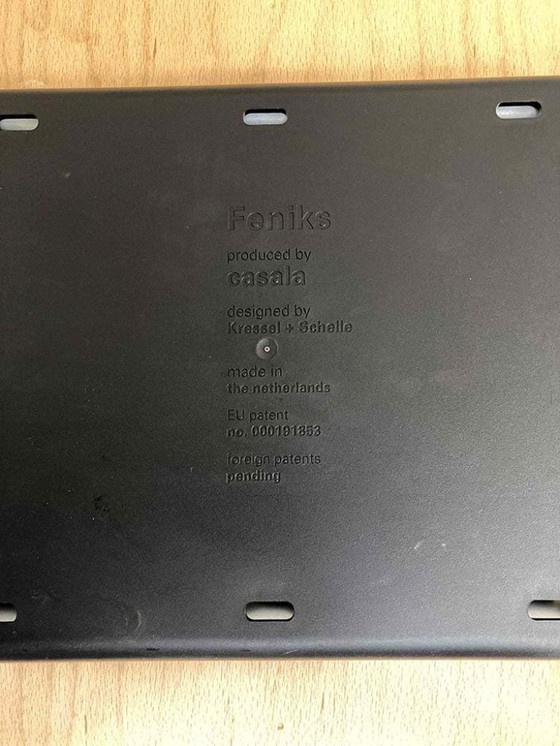 Feniks
produced by
casala
designed by
Kressel + Schelle
made in
the netherlands
EU patent
no. 000191853
foreign patents
pending